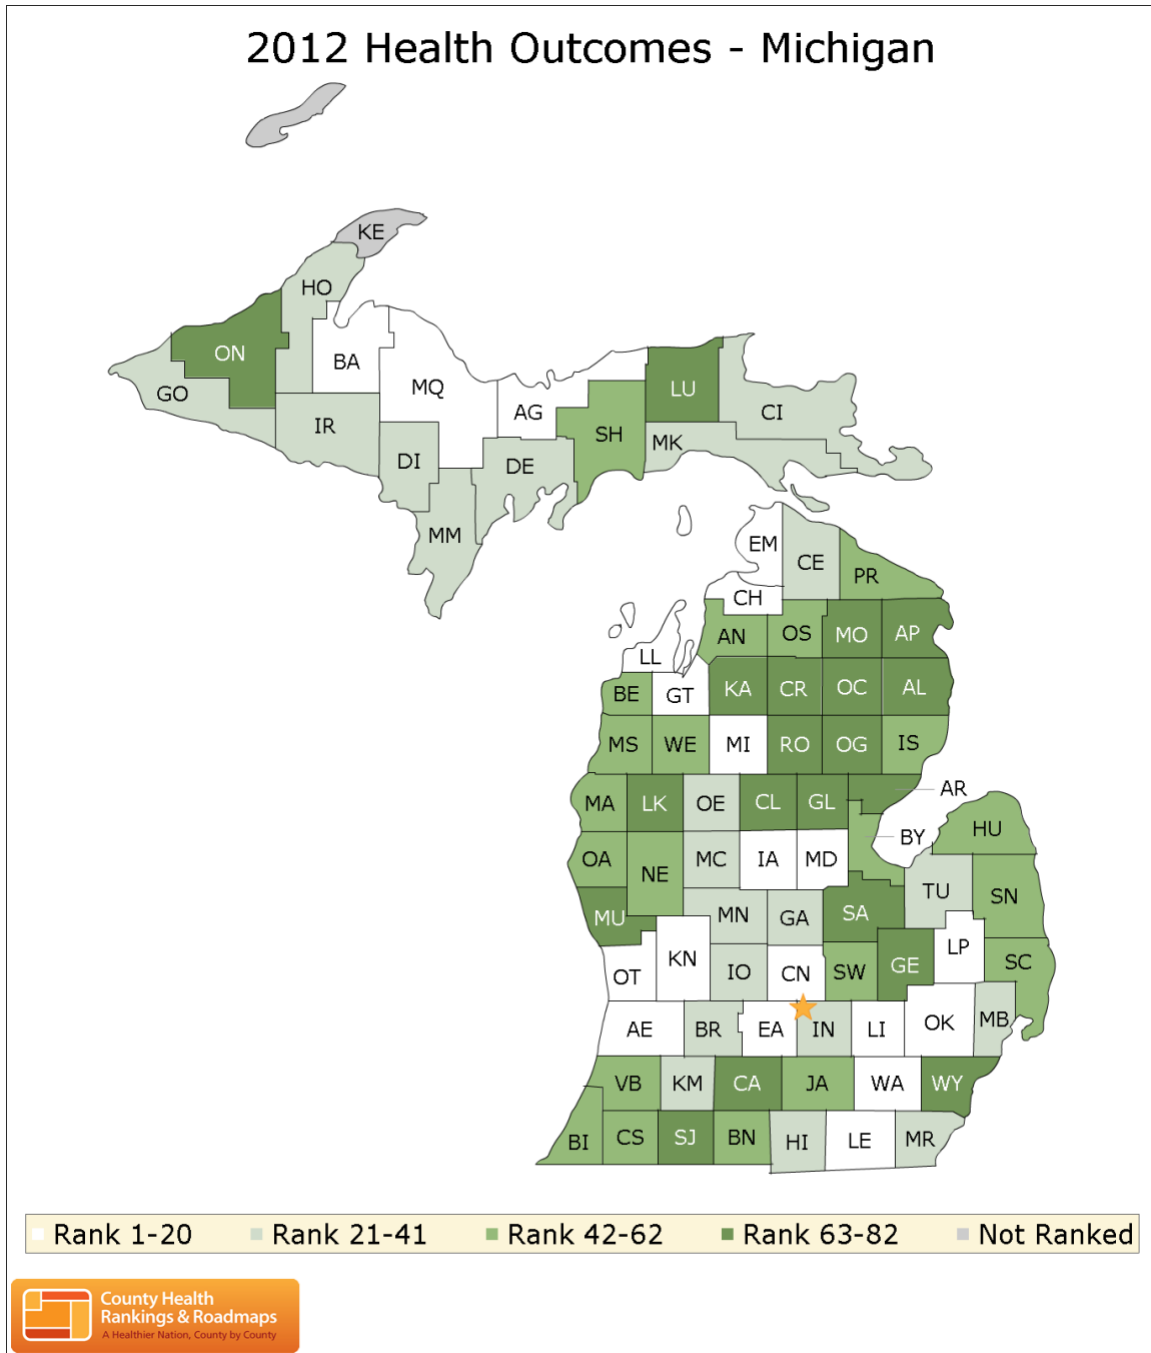 2012 Health Outcomes - Michigan
KE
HO
ON
BA
GO
MQ
LU
AG
CI
IR
SH
MK
DI
DE
MM
EM
CE
PR
CH
AN
OS
MO
AP
LL
BE
GT
KA
CR
OC
AL
MS
WE
MI
RO
OG
IS
MA
LK
OE
CL
GL
AR
OA
NE
MC
IA
MD
BY
HU
MU
MN
GA
SA
TU
SN
OT
KN
IO
CN
SW
GE
LP
SC
AE
BR
EA
IN
LI
OK
MB
VB
KM
CA
JA
WA
WY
BI
CS
SJ
BN
HI
LE
MR
Rank 1-20 Rank 21-41 Rank 42-62 Rank 63-82 Not Ranked
County Health
Rankings & Roadmaps
A Healthier Nation, County by County